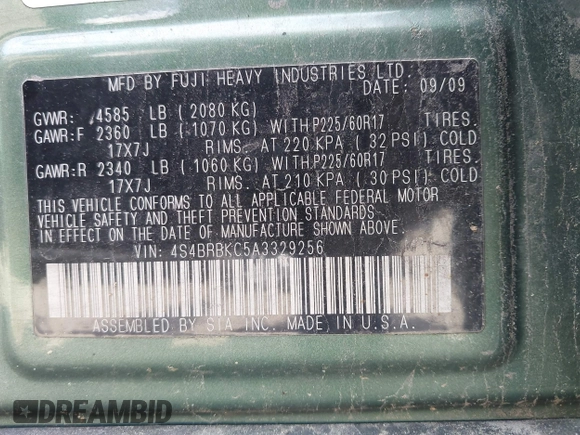 MFD BY FUJI HEAVY INDUSTRIES LTD.
DATE: 09/09
GVWR: 4585 LB ( 2080 KG)
GAWR:F 2360 LB ( 1070 KG) WITH P225/60R17 TIRES.
17X7J RIMS. AT 220 KPA ( 32 PSI) COLD
GAWR:R 2340 LB ( 1060 KG) WITH P225/60R17 TIRES.
17X7J RIMS. AT 210 KPA ( 30 PSI) COLD
THIS VEHICLE CONFORMS TO ALL APPLICABLE FEDERAL MOTOR
VEHICLE SAFETY AND THEFT PREVENTION STANDARDS
IN EFFECT ON THE DATE OF MANUFACTURE SHOWN ABOVE.
VIN: 4S4BRBKC5A3329256
ASSEMBLED BY SIA INC. MADE IN U.S.A.
DREAMBID